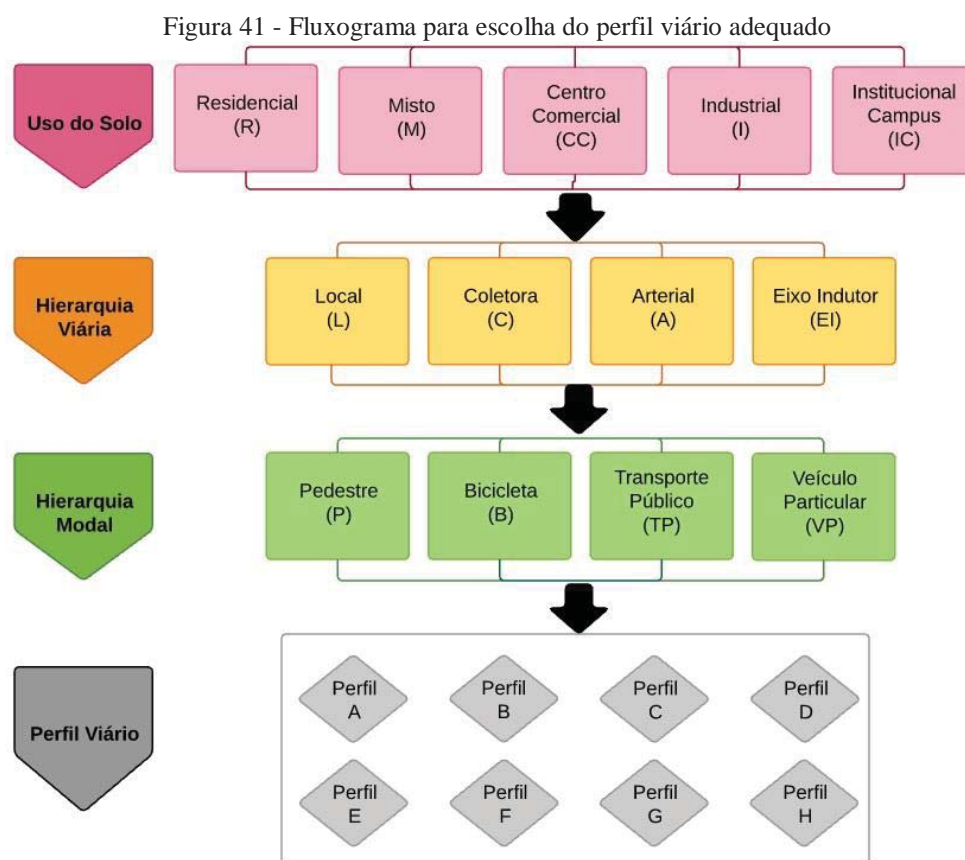 Figura 41 - Fluxograma para escolha do perfil viário adequado
Uso do Solo
Residencial
(R)
Misto
(M)
Centro
Comercial
(CC)
Industrial
(I)
Institucional
Campus
(IC)
Hierarquia
Viária
Local
(L)
Coletora
(C)
Arterial
(A)
Eixo Indutor
(EI)
Hierarquia
Modal
Pedestre
(P)
Bicicleta
(B)
Transporte
Público
(TP)
Veículo
Particular
(VP)
Perfil Viário
Perfil
A
Perfil
B
Perfil
C
Perfil
D
Perfil
E
Perfil
F
Perfil
G
Perfil
H